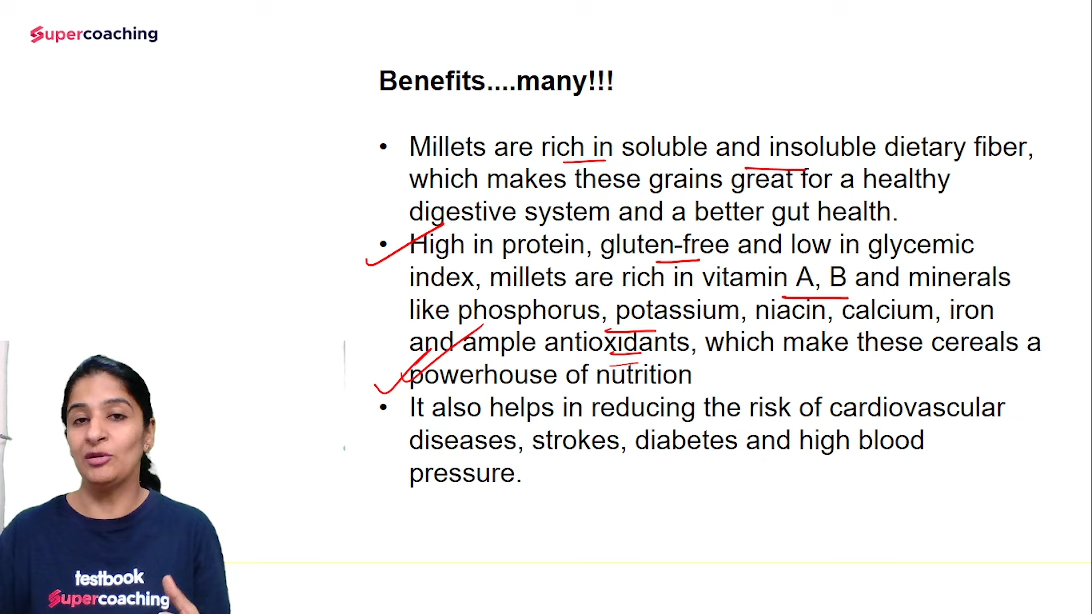 Supercoaching
Benefits....many!!!
• Millets are rich in soluble and insoluble dietary fiber,
which makes these grains great for a healthy
digestive system and a better gut health.
• High in protein, gluten-free and low in glycemic
index, millets are rich in vitamin A, B and minerals
like phosphorus, potassium, niacin, calcium, iron
and ample antioxidants, which make these cereals a
powerhouse of nutrition
• It also helps in reducing the risk of cardiovascular
diseases, strokes, diabetes and high blood
pressure.
testbook
Supercoaching